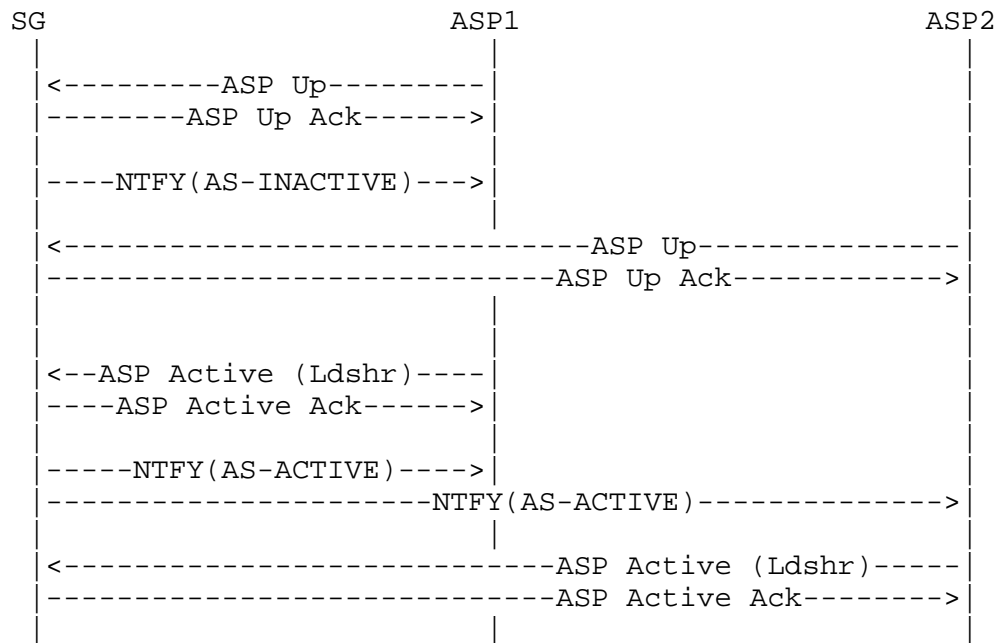 SG                       ASP1                        ASP2
 |                          |                           |
 |<---------ASP Up---------|                           |
 |--------ASP Up Ack------>|                           |
 |                          |                           |
 |----NTFY(AS-INACTIVE)--->|                           |
 |                          |                           |
 |<------------------------------ASP Up---------------|
 |-----------------------------ASP Up Ack------------>|
 |                          |                           |
 |                          |                           |
 |<--ASP Active (Ldshr)----|                           |
 |----ASP Active Ack------>|                           |
 |                          |                           |
 |-----NTFY(AS-ACTIVE)---->|                           |
 |----------------------NTFY(AS-ACTIVE)-------------->|
 |                          |                           |
 |<----------------------------ASP Active (Ldshr)-----|
 |-----------------------------ASP Active Ack-------->|
 |                          |                           |